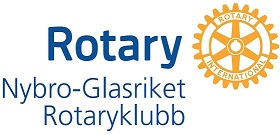 Rotary
Nybro-Glasriket
Rotaryklubb
ROTARY
INTERNATIONAL